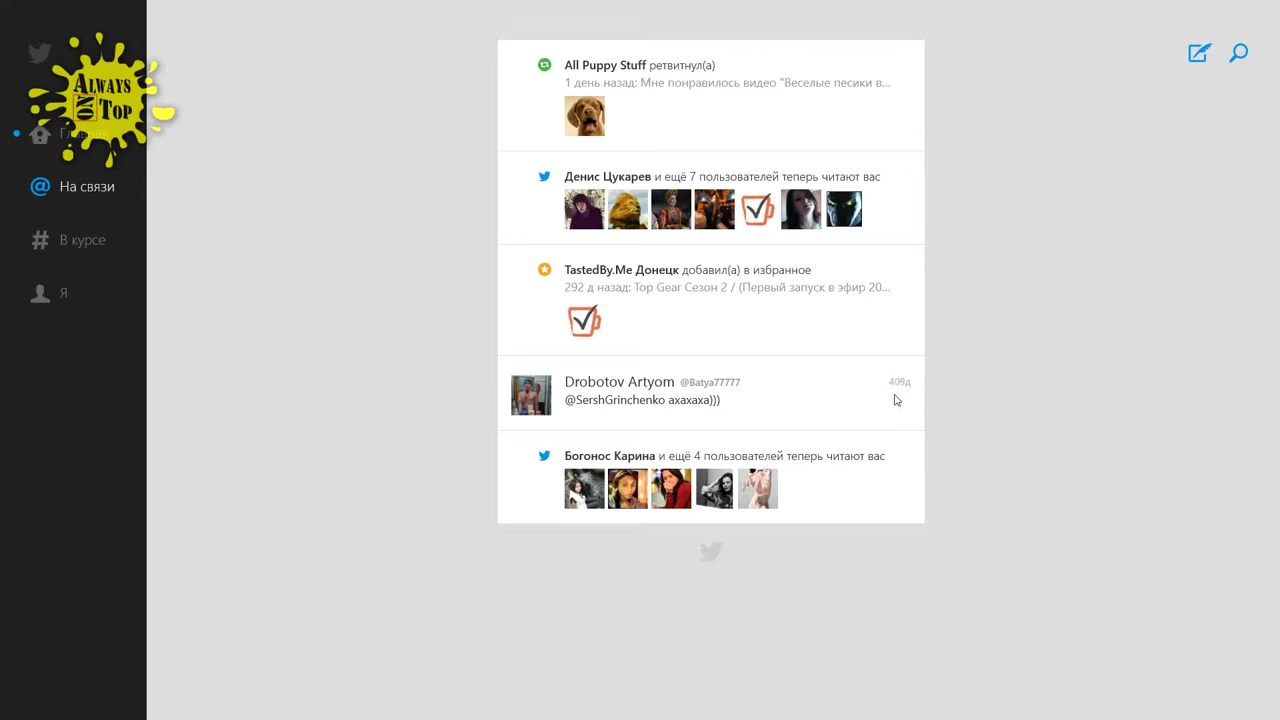 ALWAYS
ON TOP
Главная
На связи
В курсе
Я
All Puppy Stuff ретвитнул(а)
1 день назад: Мне понравилось видео "Веселые песики в...
Денис Цукарев и ещё 7 пользователей теперь читают вас
TastedBy.Me Донецк добавил(а) в избранное
292 д назад: Top Gear Сезон 2 / (Первый запуск в эфир 20...
Drobotov Artyom @Batya77777 409д
@SershGrinchenko ахахаха)))
Богонос Карина и ещё 4 пользователей теперь читают вас